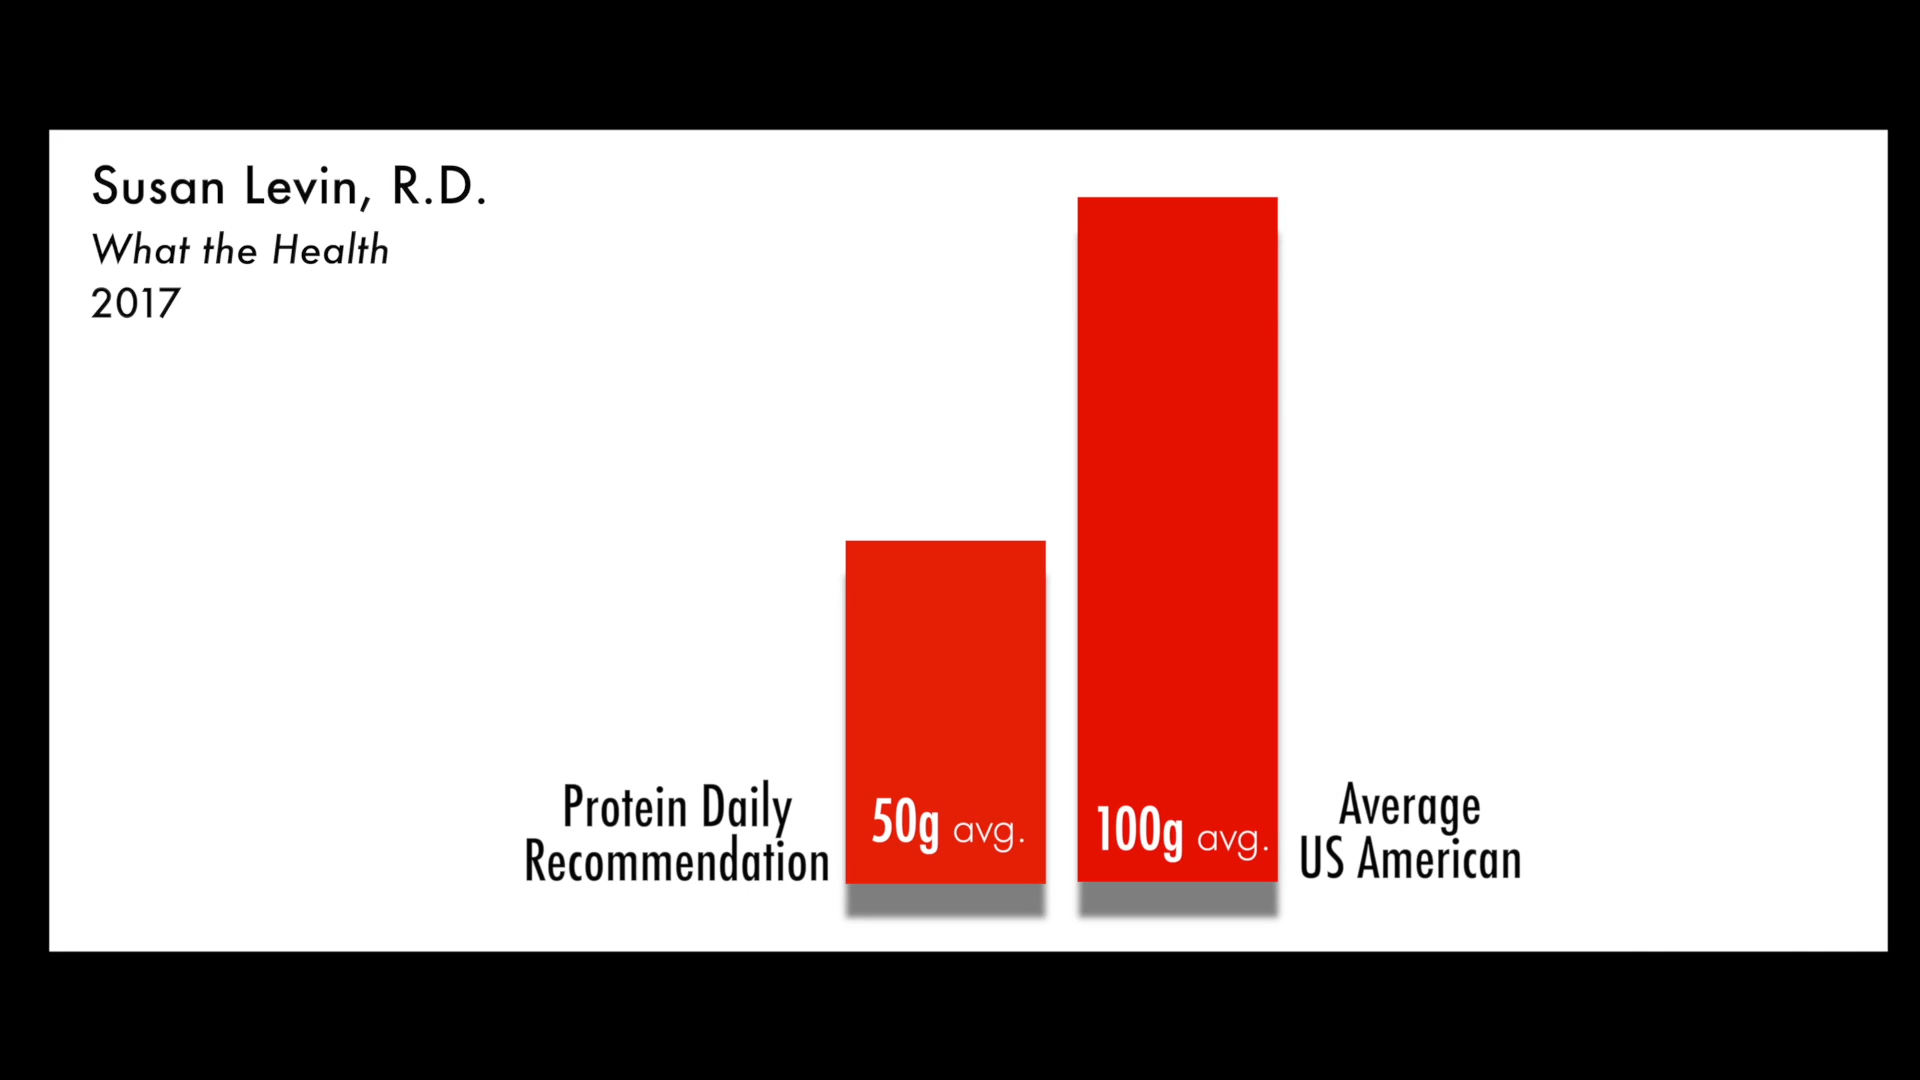 Susan Levin, R.D.
What the Health
2017
Protein Daily
Recommendation
50g avg.
100g avg.
Average
US American